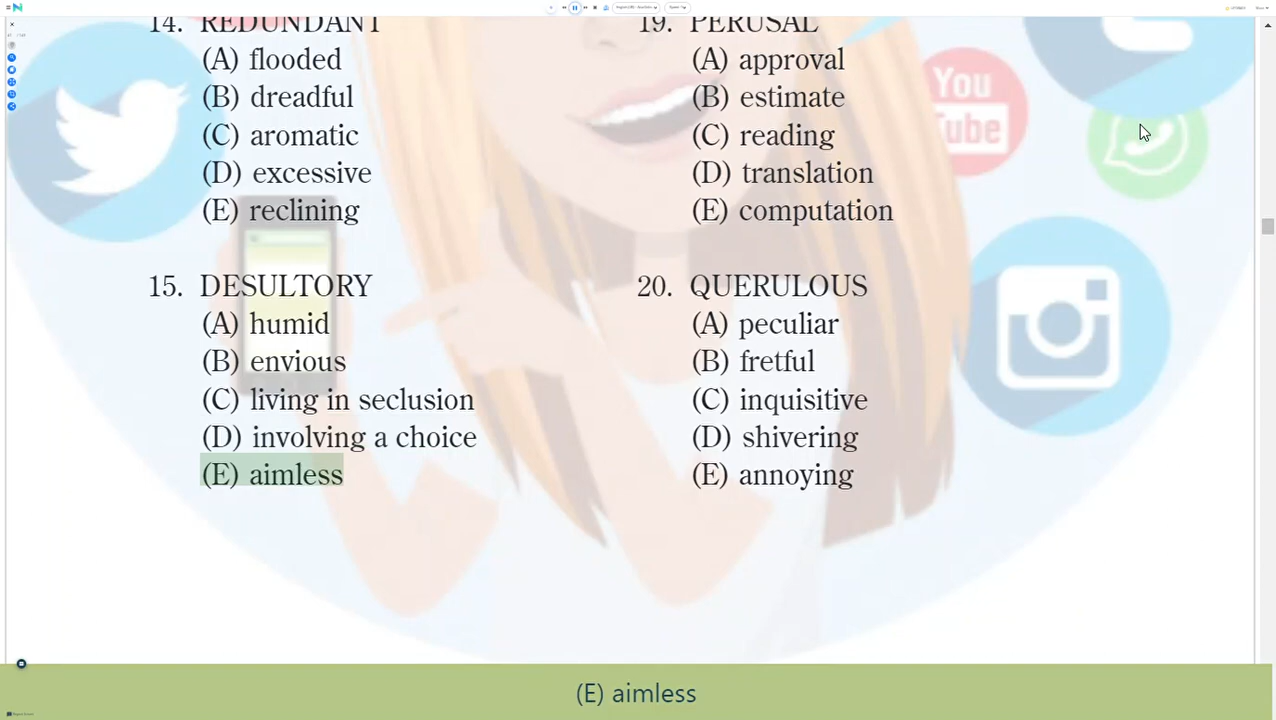 14. REDUNDANT
(A) flooded
(B) dreadful
(C) aromatic
(D) excessive
(E) reclining
15. DESULTORY
(A) humid
(B) envious
(C) living in seclusion
(D) involving a choice
(E) aimless
19. PERUSAL
(A) approval
(B) estimate
(C) reading
(D) translation
(E) computation
20. QUERULOUS
(A) peculiar
(B) fretful
(C) inquisitive
(D) shivering
(E) annoying
You
Tube
(E) aimless